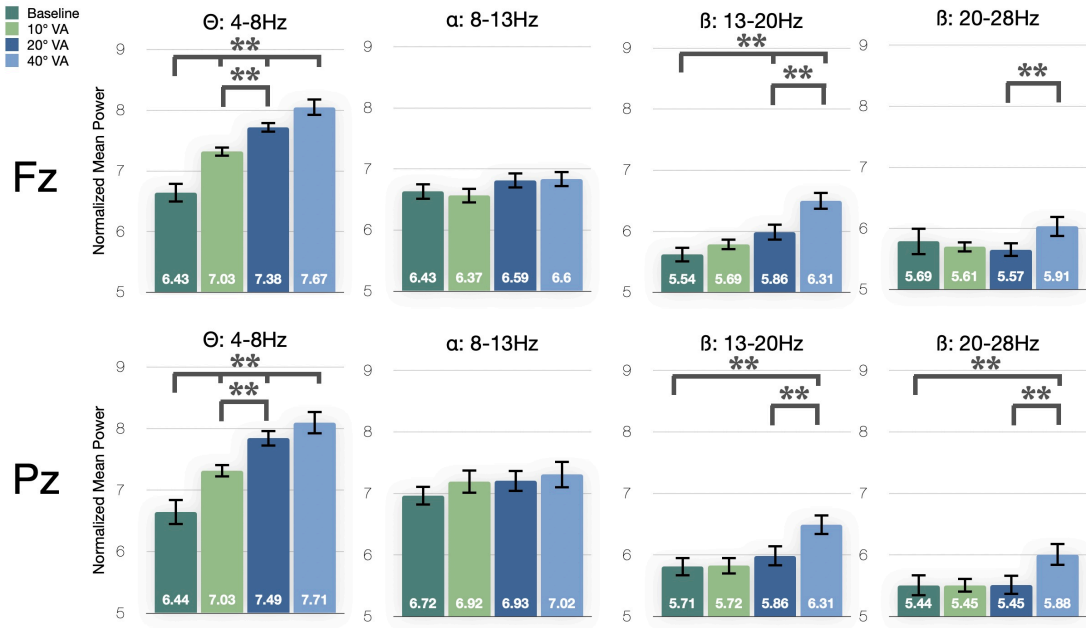 Baseline
10° VA
20° VA
40° VA
Θ: 4-8Hz
α: 8-13Hz
ß: 13-20Hz
ß: 20-28Hz
Fz
Normalized Mean Power
9
8
7
6
5
**
**
6.43 7.03 7.38 7.67
9
8
7
6
5
6.43 6.37 6.59 6.6
9
8
7
6
5
**
**
5.54 5.69 5.86 6.31
9
8
7
6
5
**
5.69 5.61 5.57 5.91
Θ: 4-8Hz
α: 8-13Hz
ß: 13-20Hz
ß: 20-28Hz
Pz
Normalized Mean Power
9
8
7
6
5
**
**
6.44 7.03 7.49 7.71
9
8
7
6
5
6.72 6.92 6.93 7.02
9
8
7
6
5
**
**
5.71 5.72 5.86 6.31
9
8
7
6
5
**
**
5.44 5.45 5.45 5.88